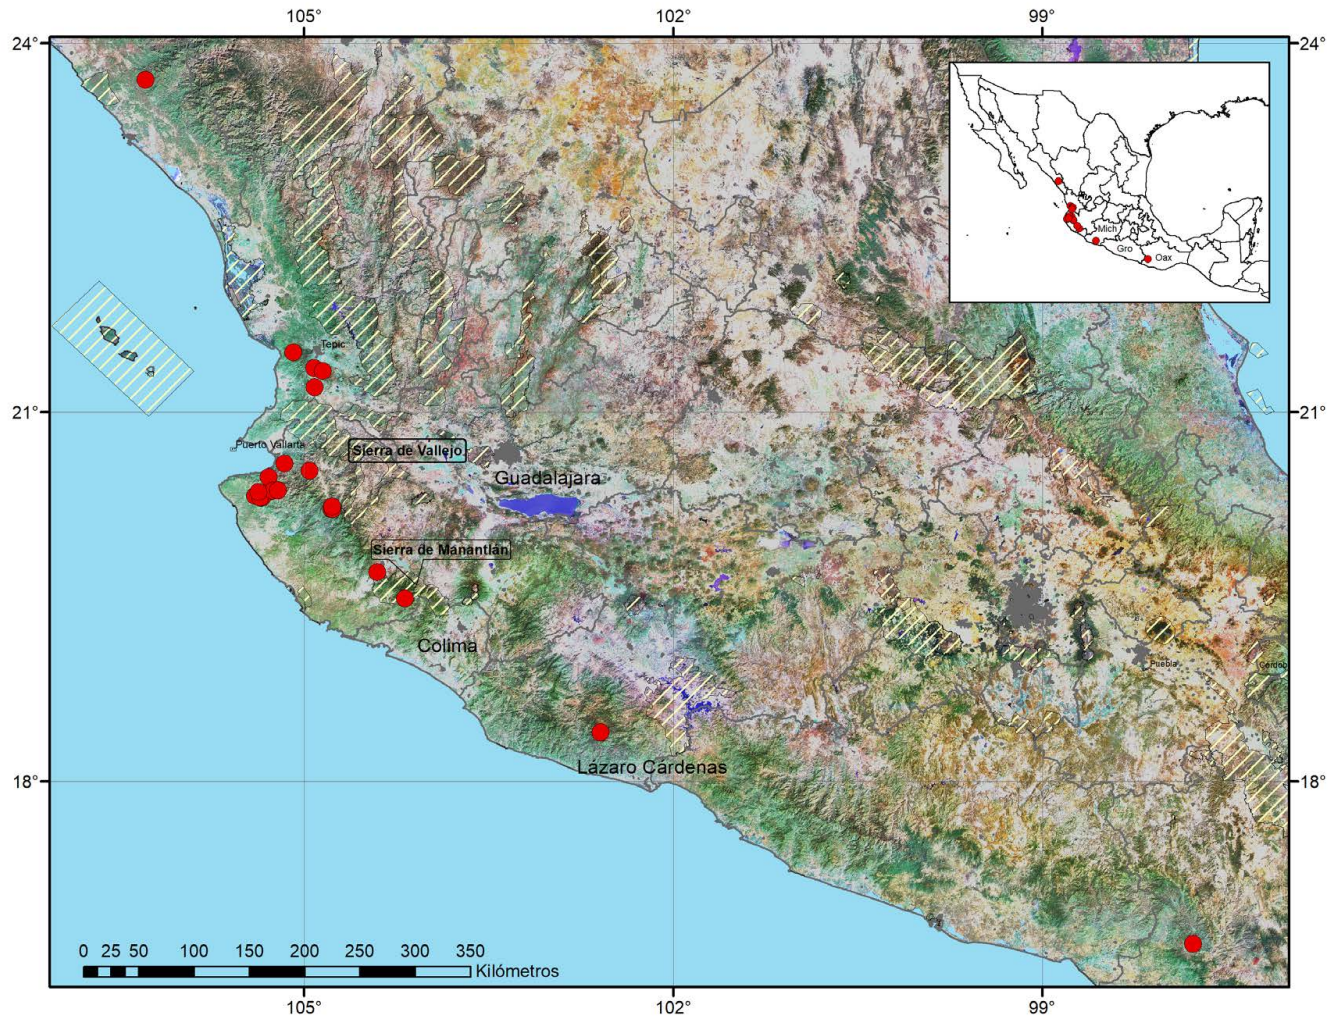 105°
102°
99°
24°
24°
Mich
Gro
Oax
Tepic
21°
21°
Puerto Vallarta
Sierra de Vallejo
Guadalajara
Sierra de Manantlán
Colima
Puebla
Lázaro Cárdenas
18°
18°
0 25 50 100 150 200 250 300 350
Kilómetros
105°
102°
99°